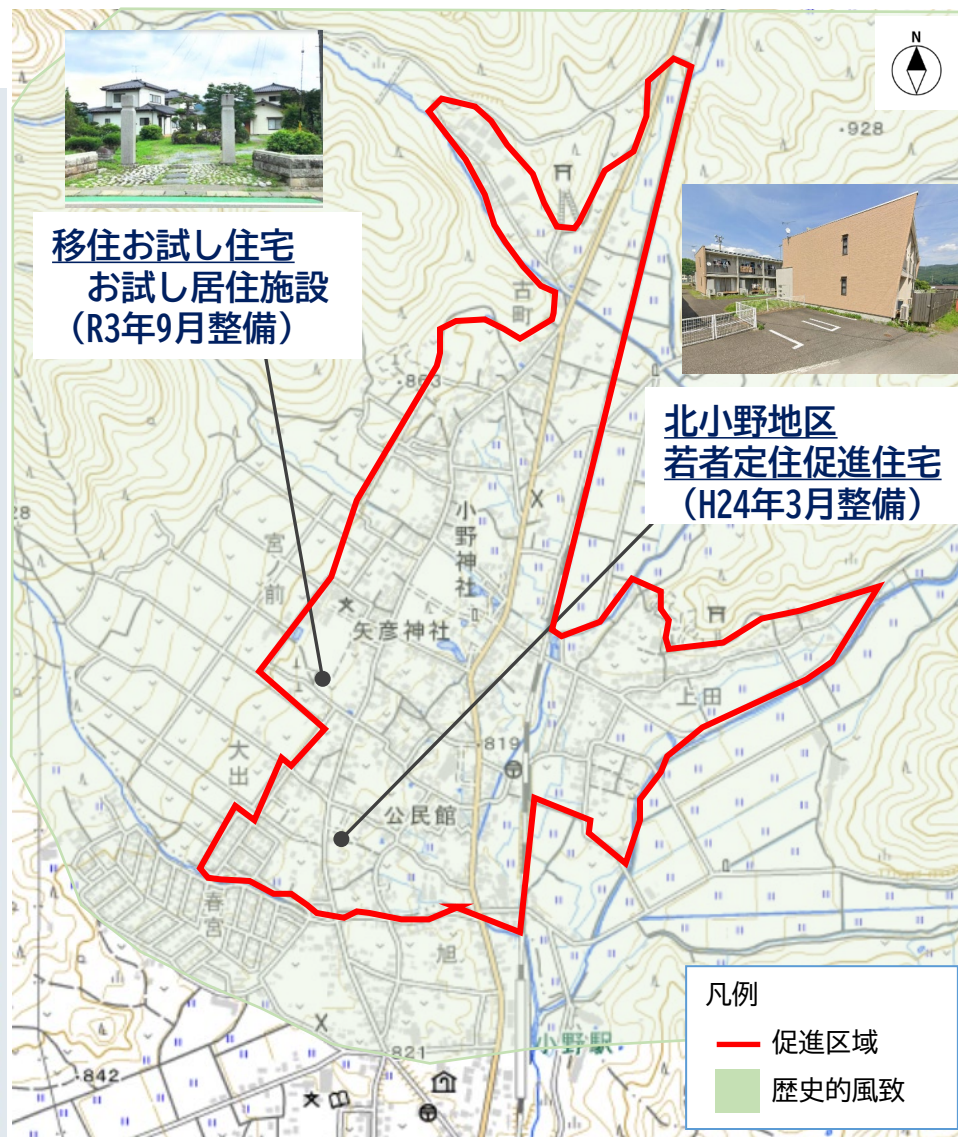 N
928
移住お試し住宅
お試し居住施設
（R3年9月整備）
古町
863
北小野地区
若者定住促進住宅
（H24年3月整備）
小野神社
宮ノ前
矢彦神社
上田
大出
819
公民館
春宮
旭
小野駅
821
842
凡例
促進区域
歴史的風致